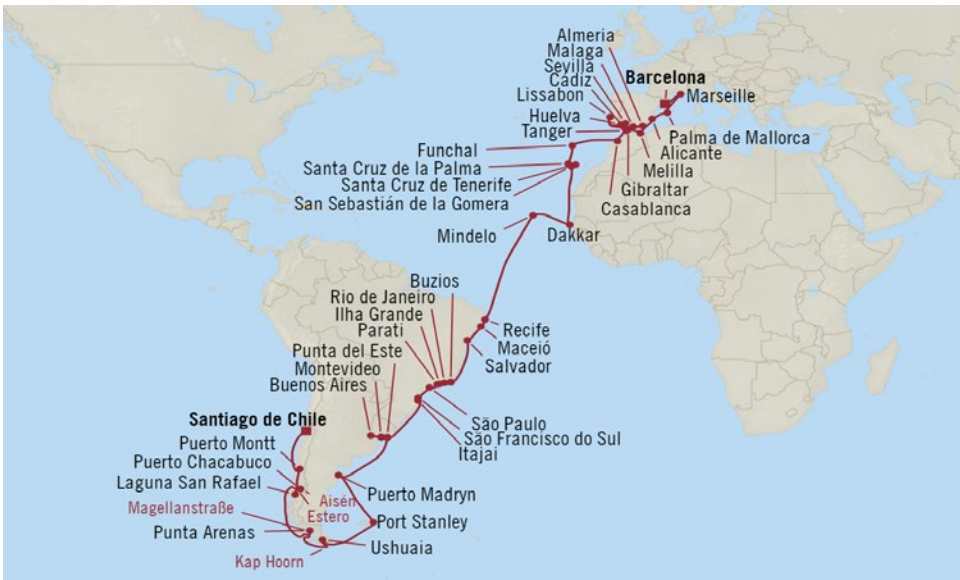 Almeria
Malaga
Sevilla
Cádiz
Lissabon
Huelva
Tanger
Barcelona
Marseille
Palma de Mallorca
Alicante
Melilla
Gibraltar
Casablanca
Funchal
Santa Cruz de la Palma
Santa Cruz de Tenerife
San Sebastián de la Gomera
Mindelo
Dakkar
Buzios
Rio de Janeiro
Ilha Grande
Parati
Recife
Maceió
Salvador
Punta del Este
Montevideo
Buenos Aires
São Paulo
São Francisco do Sul
Itajai
Santiago de Chile
Puerto Montt
Puerto Chacabuco
Laguna San Rafael
Aisén
Estero
Magellanstraße
Punta Arenas
Kap Hoorn
Puerto Madryn
Port Stanley
Ushuaia